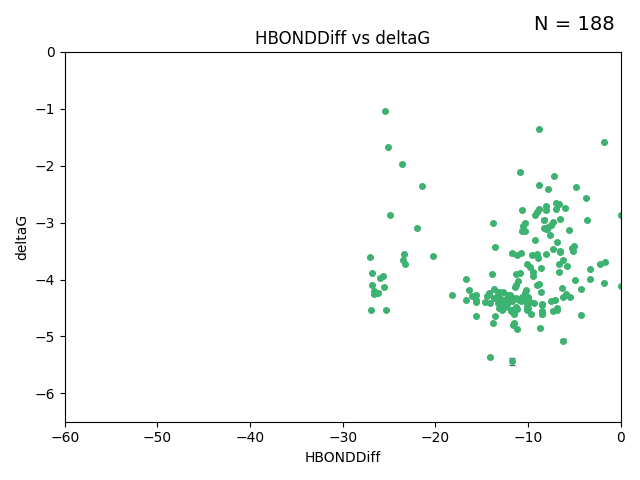 N = 188
HBONDDiff vs deltaG
0
−1
−2
−3
−4
−5
−6
deltaG
−60 −50 −40 −30 −20 −10 0
HBONDDiff